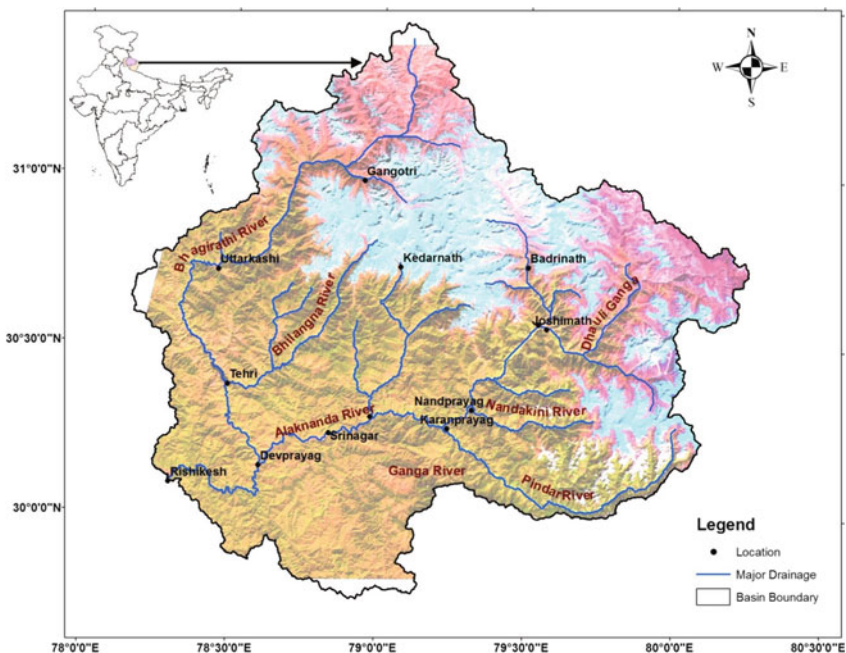 N
W E
S
31°0'0"N
Gangotri
Bhagirathi River
Uttarkashi
Kedarnath
Badrinath
Bhilangna River
Dhauli Ganga
30°30'0"N
Joshimath
Tehri
Nandprayag
Nandakini River
Alaknanda River
Karanprayag
Srinagar
Devprayag
Ganga River
Rishikesh
Pindar River
30°0'0"N
Legend
Location
Major Drainage
Basin Boundary
78°0'0"E 78°30'0"E 79°0'0"E 79°30'0"E 80°0'0"E 80°30'0"E